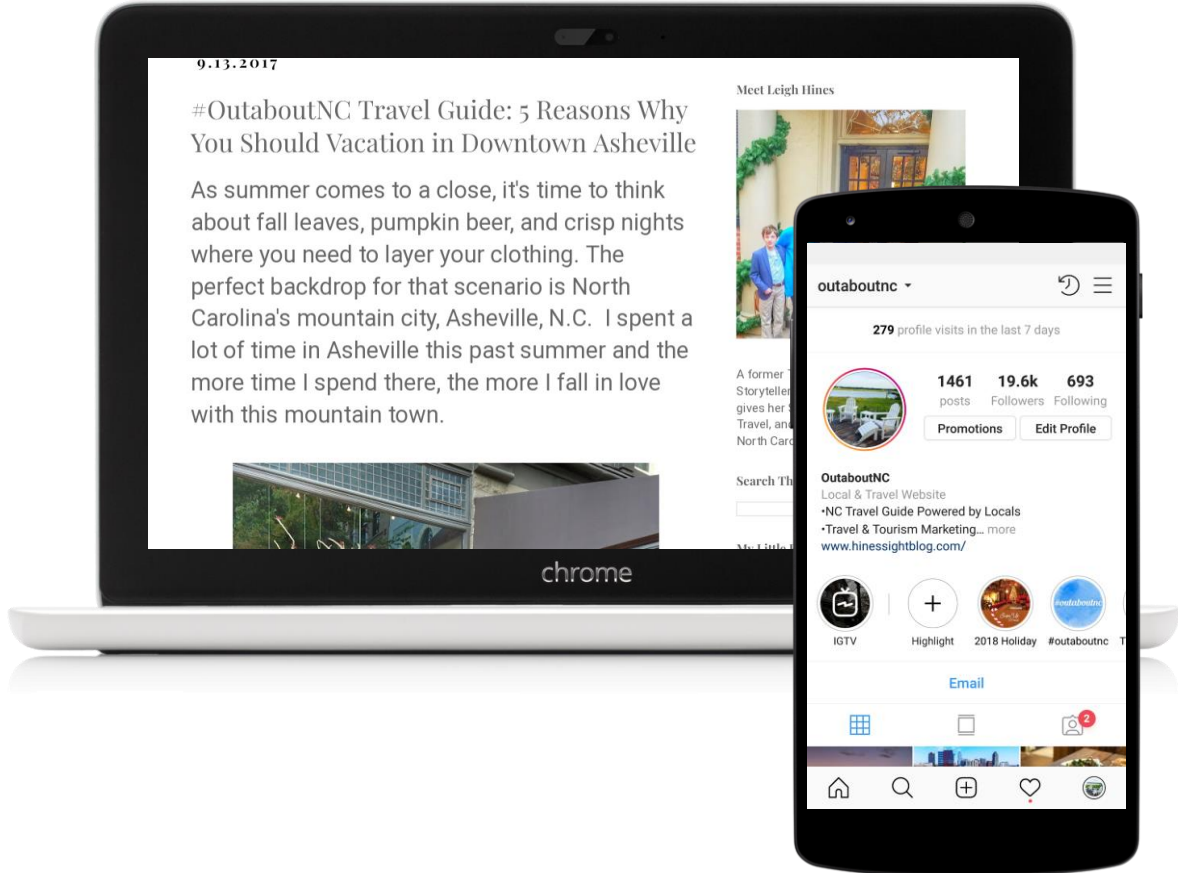 9.13.2017
#OutaboutNC Travel Guide: 5 Reasons Why
You Should Vacation in Downtown Asheville
As summer comes to a close, it's time to think
about fall leaves, pumpkin beer, and crisp nights
where you need to layer your clothing. The
perfect backdrop for that scenario is North
Carolina's mountain city, Asheville, N.C. I spent a
lot of time in Asheville this past summer and the
more time I spend there, the more I fall in love
with this mountain town.
Meet Leigh Hines
A former
Storyteller
gives her
Travel, and
North Caro
Search Th
My Little
chrome
outaboutnc
279 profile visits in the last 7 days
1461 19.6k 693
posts Followers Following
Promotions Edit Profile
OutaboutNC
Local & Travel Website
•NC Travel Guide Powered by Locals
•Travel & Tourism Marketing... more
www.hinessightblog.com/
#outaboutnc
IGTV Highlight 2018 Holiday #outaboutnc T
Email
2